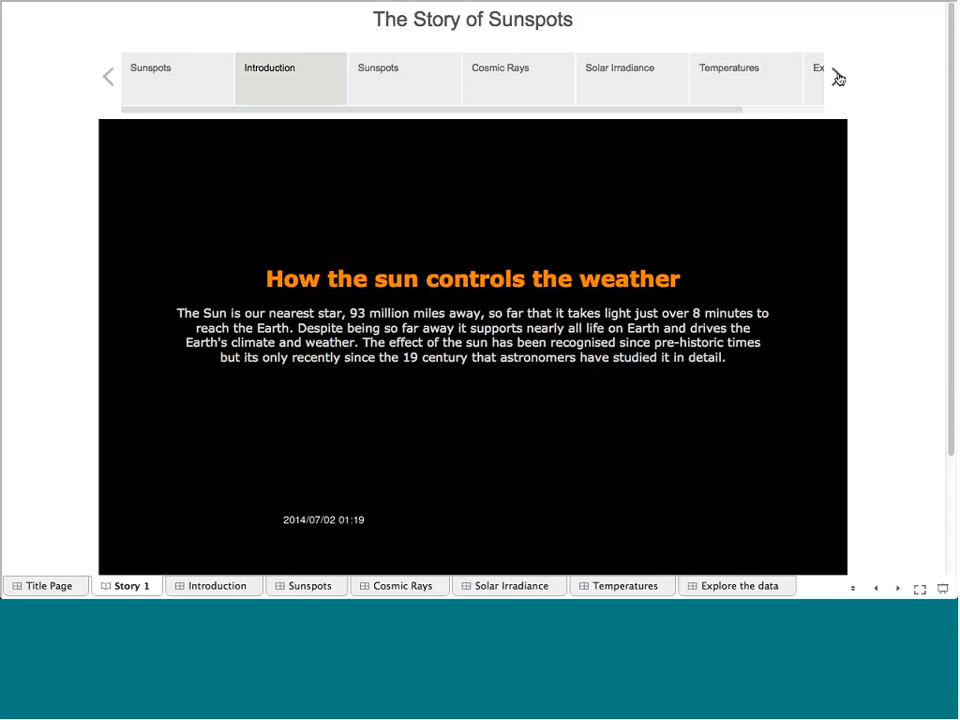 The Story of Sunspots
Sunspots
Introduction
Sunspots
Cosmic Rays
Solar Irradiance
Temperatures
Ex
How the sun controls the weather
The Sun is our nearest star, 93 million miles away, so far that it takes light just over 8 minutes to
reach the Earth. Despite being so far away it supports nearly all life on Earth and drives the
Earth's climate and weather. The effect of the sun has been recognised since pre-historic times
but its only recently since the 19 century that astronomers have studied it in detail.
2014/07/02 01:19
Title Page
Story 1
Introduction
Sunspots
Cosmic Rays
Solar Irradiance
Temperatures
Explore the data